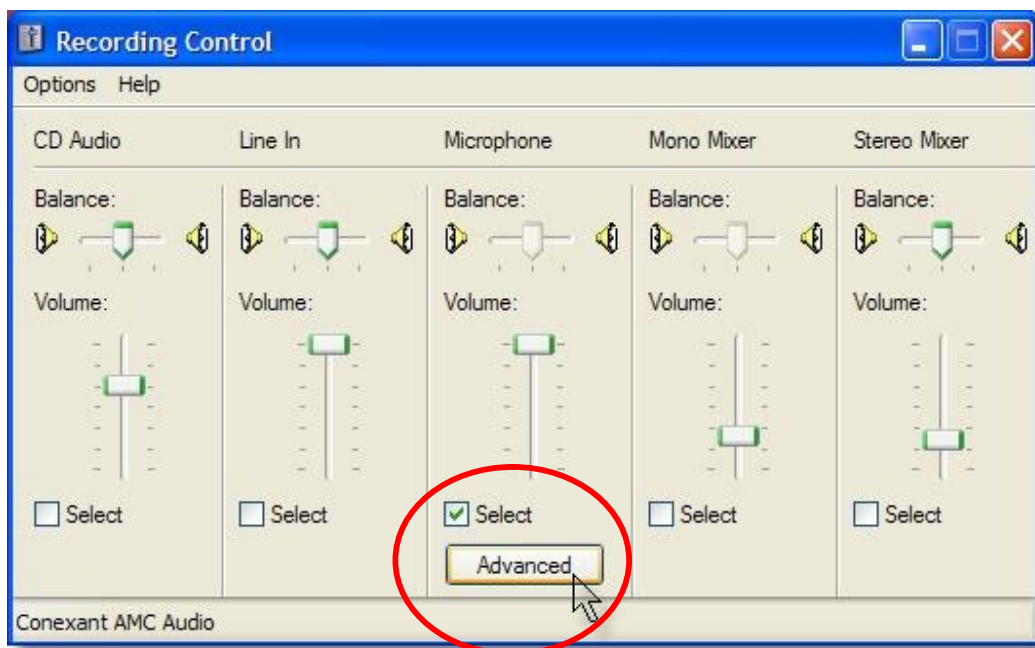 Recording Control
Options Help
CD Audio Line In Microphone Mono Mixer Stereo Mixer
Balance: Balance: Balance: Balance: Balance:
Volume: Volume: Volume: Volume: Volume:
Select Select Select Select Select
Advanced
Conexant AMC Audio